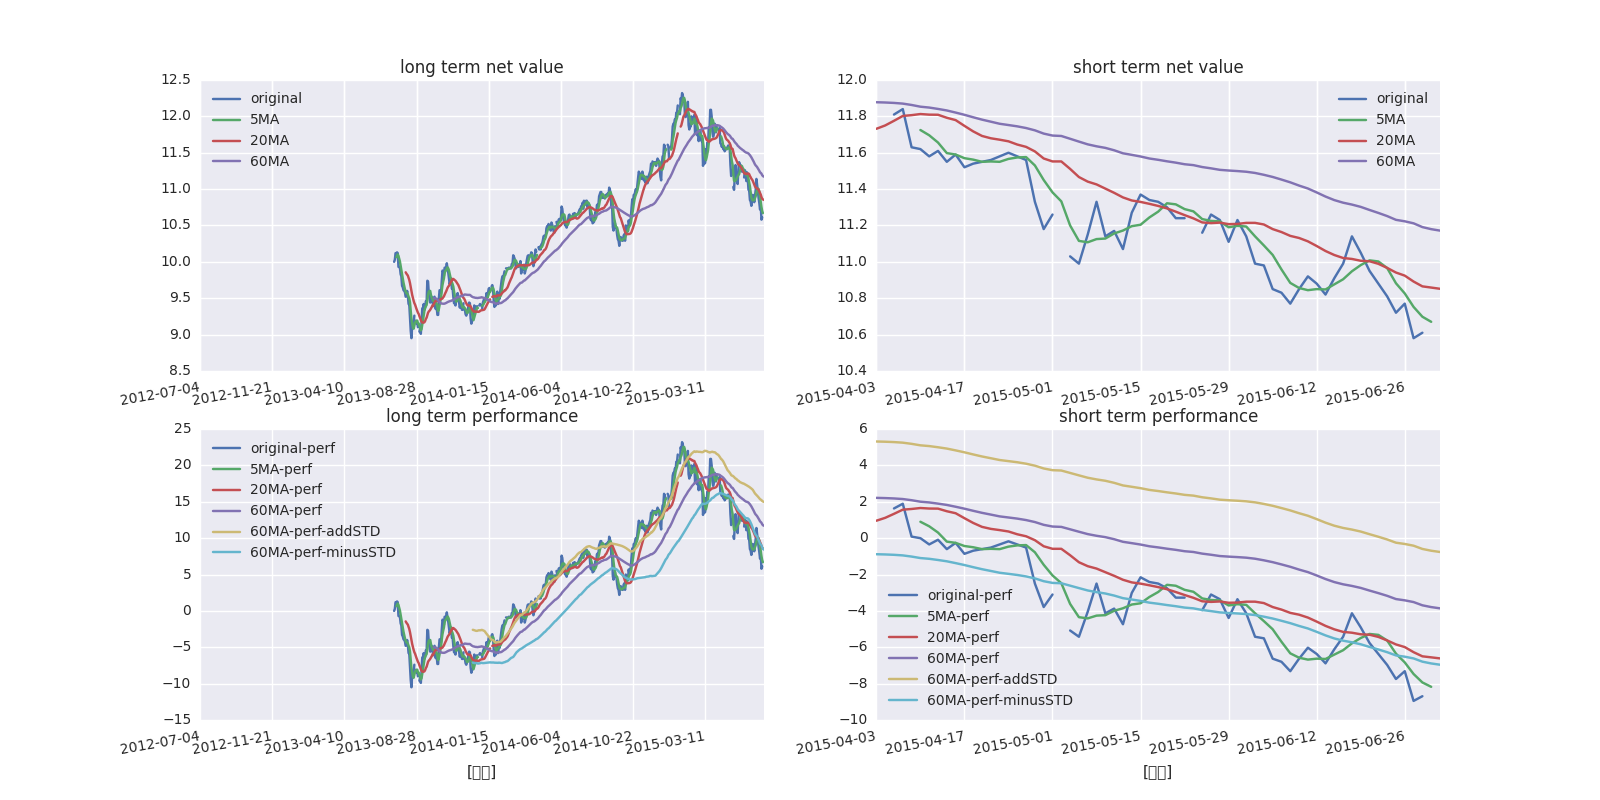 long term net value
12.5
12.0
11.5
11.0
10.5
10.0
9.5
9.0
8.5
original
5MA
20MA
60MA
2012-07-04 2012-11-21 2013-04-10 2013-08-28 2014-01-15 2014-06-04 2014-10-22 2015-03-11
short term net value
12.0
11.8
11.6
11.4
11.2
11.0
10.8
10.6
10.4
original
5MA
20MA
60MA
2015-04-03 2015-04-17 2015-05-01 2015-05-15 2015-05-29 2015-06-12 2015-06-26
long term performance
25
20
15
10
5
0
−5
−10
−15
original-perf
5MA-perf
20MA-perf
60MA-perf
60MA-perf-addSTD
60MA-perf-minusSTD
2012-07-04 2012-11-21 2013-04-10 2013-08-28 2014-01-15 2014-06-04 2014-10-22 2015-03-11
short term performance
6
4
2
0
−2
−4
−6
−8
−10
original-perf
5MA-perf
20MA-perf
60MA-perf
60MA-perf-addSTD
60MA-perf-minusSTD
2015-04-03 2015-04-17 2015-05-01 2015-05-15 2015-05-29 2015-06-12 2015-06-26